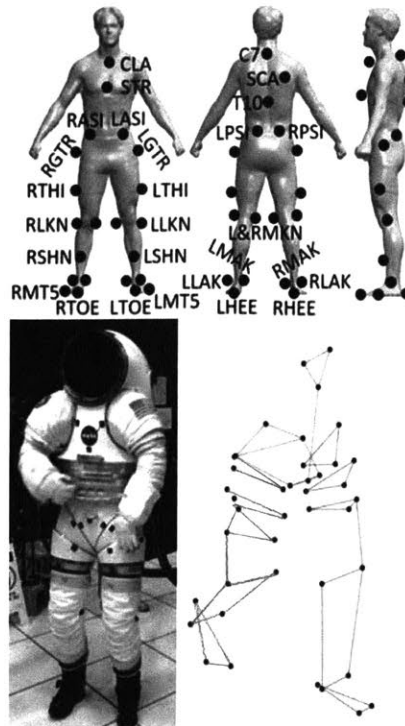 CLA
STR
RASI LASI
RGTR LGTR
RTHI LTHI
RLKN LLKN
RSHN LSHN
RMT5 LMT5
RTOE LTOE
C7
SCA
T10
LPSI RPSI
L&RMKN
LMAK RMAK
LLAK RLAK
LHEE RHEE